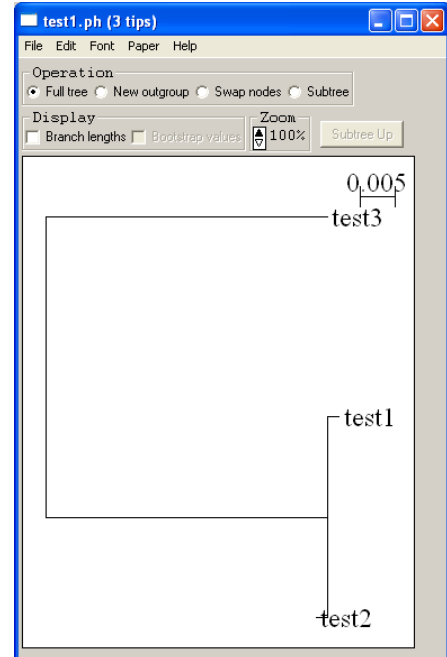 test1.ph (3 tips)
File Edit Font Paper Help
Operation
Full tree New outgroup Swap nodes Subtree
Display Zoom
Branch lengths Bootstrap values 100% Subtree Up
0.005
test3
test1
test2